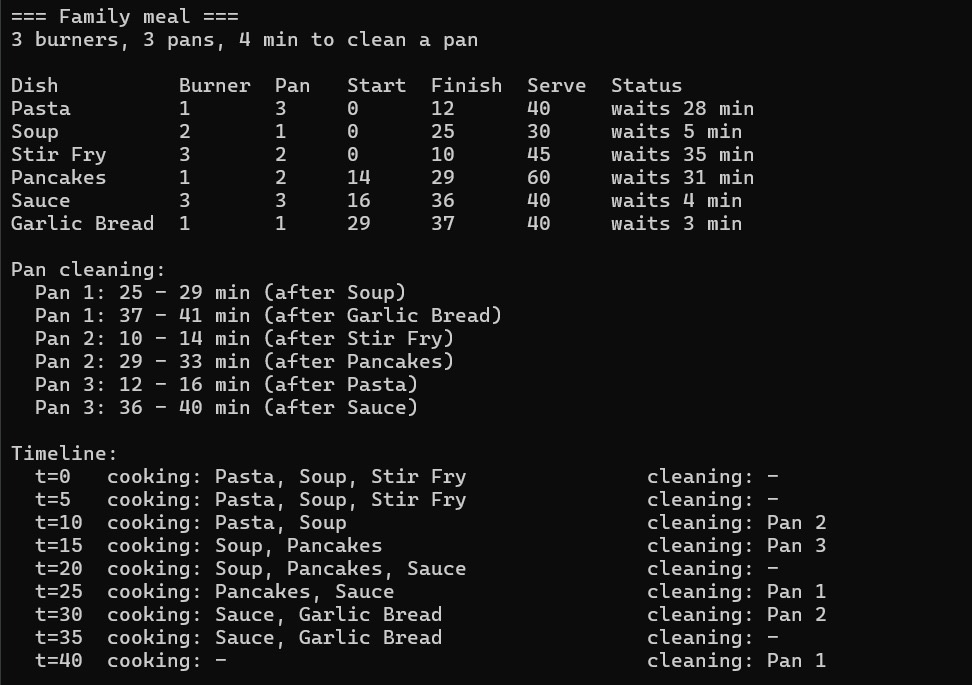 === Family meal ===
3 burners, 3 pans, 4 min to clean a pan
Dish Burner Pan Start Finish Serve Status
Pasta 1 3 0 12 40 waits 28 min
Soup 2 1 0 25 30 waits 5 min
Stir Fry 3 2 0 10 45 waits 35 min
Pancakes 1 2 14 29 60 waits 31 min
Sauce 3 3 16 36 40 waits 4 min
Garlic Bread 1 1 29 37 40 waits 3 min
Pan cleaning:
Pan 1: 25 - 29 min (after Soup)
Pan 1: 37 - 41 min (after Garlic Bread)
Pan 2: 10 - 14 min (after Stir Fry)
Pan 2: 29 - 33 min (after Pancakes)
Pan 3: 12 - 16 min (after Pasta)
Pan 3: 36 - 40 min (after Sauce)
Timeline:
t=0 cooking: Pasta, Soup, Stir Fry cleaning: -
t=5 cooking: Pasta, Soup, Stir Fry cleaning: -
t=10 cooking: Pasta, Soup cleaning: Pan 2
t=15 cooking: Soup, Pancakes cleaning: Pan 3
t=20 cooking: Soup, Pancakes, Sauce cleaning: -
t=25 cooking: Pancakes, Sauce cleaning: Pan 1
t=30 cooking: Sauce, Garlic Bread cleaning: Pan 2
t=35 cooking: Sauce, Garlic Bread cleaning: -
t=40 cooking: - cleaning: Pan 1